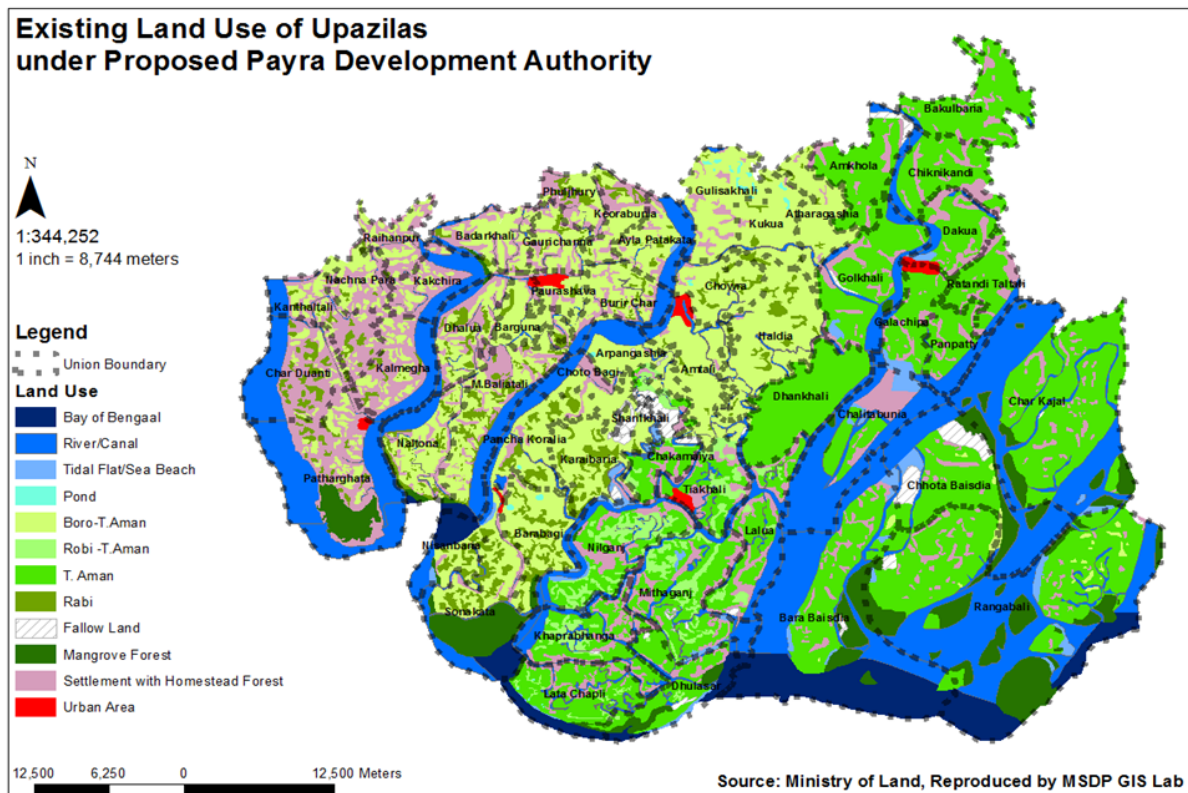 Existing Land Use of Upazilas
under Proposed Payra Development Authority
N
1:344,252
1 inch = 8,744 meters
Legend
Union Boundary
Land Use
Bay of Bengaal
River/Canal
Tidal Flat/Sea Beach
Pond
Boro-T.Aman
Robi -T.Aman
T. Aman
Rabi
Fallow Land
Mangrove Forest
Settlement with Homestead Forest
Urban Area
12,500 6,250 0 12,500 Meters
Source: Ministry of Land, Reproduced by MSDP GIS Lab
Bakulbaria
Amkhola
Chiknikandi
Gulisakhali
Phuljhury
Keorabunia
Atharagashia
Kukua
Dakua
Raihanpur
Badarkhali
Gaurichanna
Ayla Patakata
Nachna Para
Kakchira
Golkhali
Ratandi Taltali
Paurashava
Chowra
Kanthaltali
Burir Char
Galachipa
Dhalua
Barguna
Haldia
Panpatty
Arpangashia
Char Duanti
Kalmegha
Choto Bagi
Amtali
M.Baliatali
Dhankhali
Char Kajal
Chalitabunia
Naltona
Pancha Koralia
Chakamaiya
Karaibaria
Chhota Baisdia
Patharghata
Tiakhali
Barabagi
Lalua
Nilganj
Mithaganj
Sonakata
Rangabali
Bara Baisdia
Khaprabhanga
Dhulasar
Lata Chapli